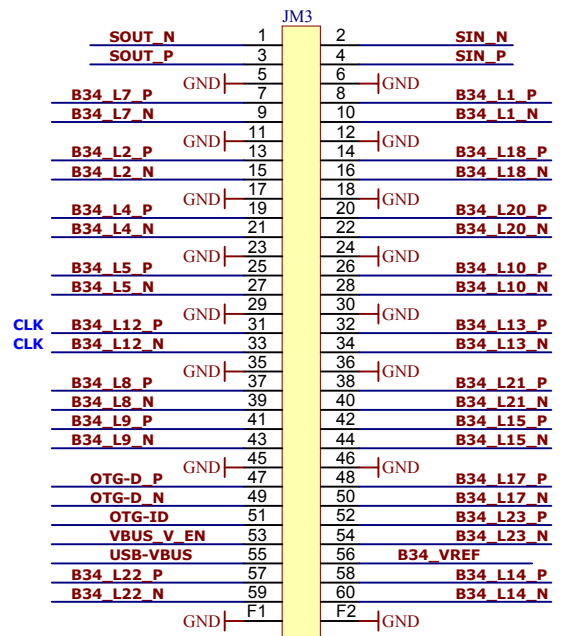 JM3
SOUT_N 1 2 SIN_N
SOUT_P 3 4 SIN_P
GND 5 6 GND
B34_L7_P 7 8 B34_L1_P
B34_L7_N 9 10 B34_L1_N
GND 11 12 GND
B34_L2_P 13 14 B34_L18_P
B34_L2_N 15 16 B34_L18_N
GND 17 18 GND
B34_L4_P 19 20 B34_L20_P
B34_L4_N 21 22 B34_L20_N
GND 23 24 GND
B34_L5_P 25 26 B34_L10_P
B34_L5_N 27 28 B34_L10_N
GND 29 30 GND
CLK B34_L12_P 31 32 B34_L13_P
CLK B34_L12_N 33 34 B34_L13_N
GND 35 36 GND
B34_L8_P 37 38 B34_L21_P
B34_L8_N 39 40 B34_L21_N
B34_L9_P 41 42 B34_L15_P
B34_L9_N 43 44 B34_L15_N
GND 45 46 GND
OTG-D_P 47 48 B34_L17_P
OTG-D_N 49 50 B34_L17_N
OTG-ID 51 52 B34_L23_P
VBUS_V_EN 53 54 B34_L23_N
USB-VBUS 55 56 B34_VREF
B34_L22_P 57 58 B34_L14_P
B34_L22_N 59 60 B34_L14_N
GND F1 F2 GND